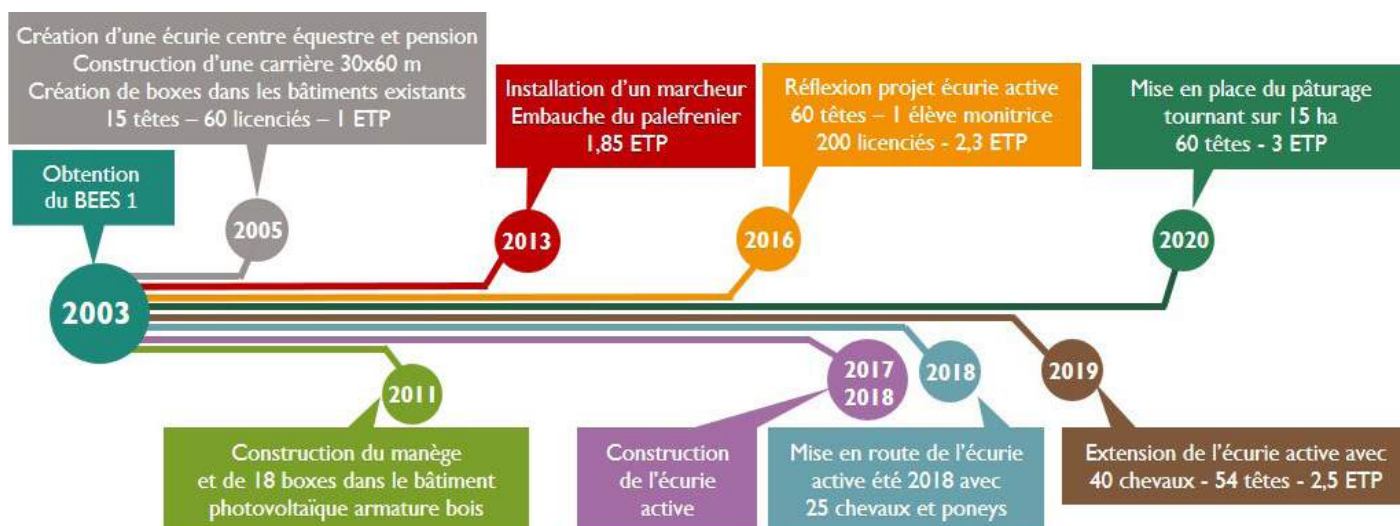 Création d'une écurie centre équestre et pension
Construction d'une carrière 30x60 m
Création de boxes dans les bâtiments existants
15 têtes – 60 licenciés – 1 ETP
Installation d'un marcheur
Embauche du palefrenier
1,85 ETP
Réflexion projet écurie active
60 têtes – 1 élève monitrice
200 licenciés - 2,3 ETP
Mise en place du pâturage
tournant sur 15 ha
60 têtes - 3 ETP
Obtention
du BEES 1
2005
2013
2016
2020
2003
2011
2017
2018
2018
2019
Construction du manège
et de 18 boxes dans le bâtiment
photovoltaïque armature bois
Construction
de l'écurie
active
Mise en route de l'écurie
active été 2018 avec
25 chevaux et poneys
Extension de l'écurie active avec
40 chevaux - 54 têtes - 2,5 ETP